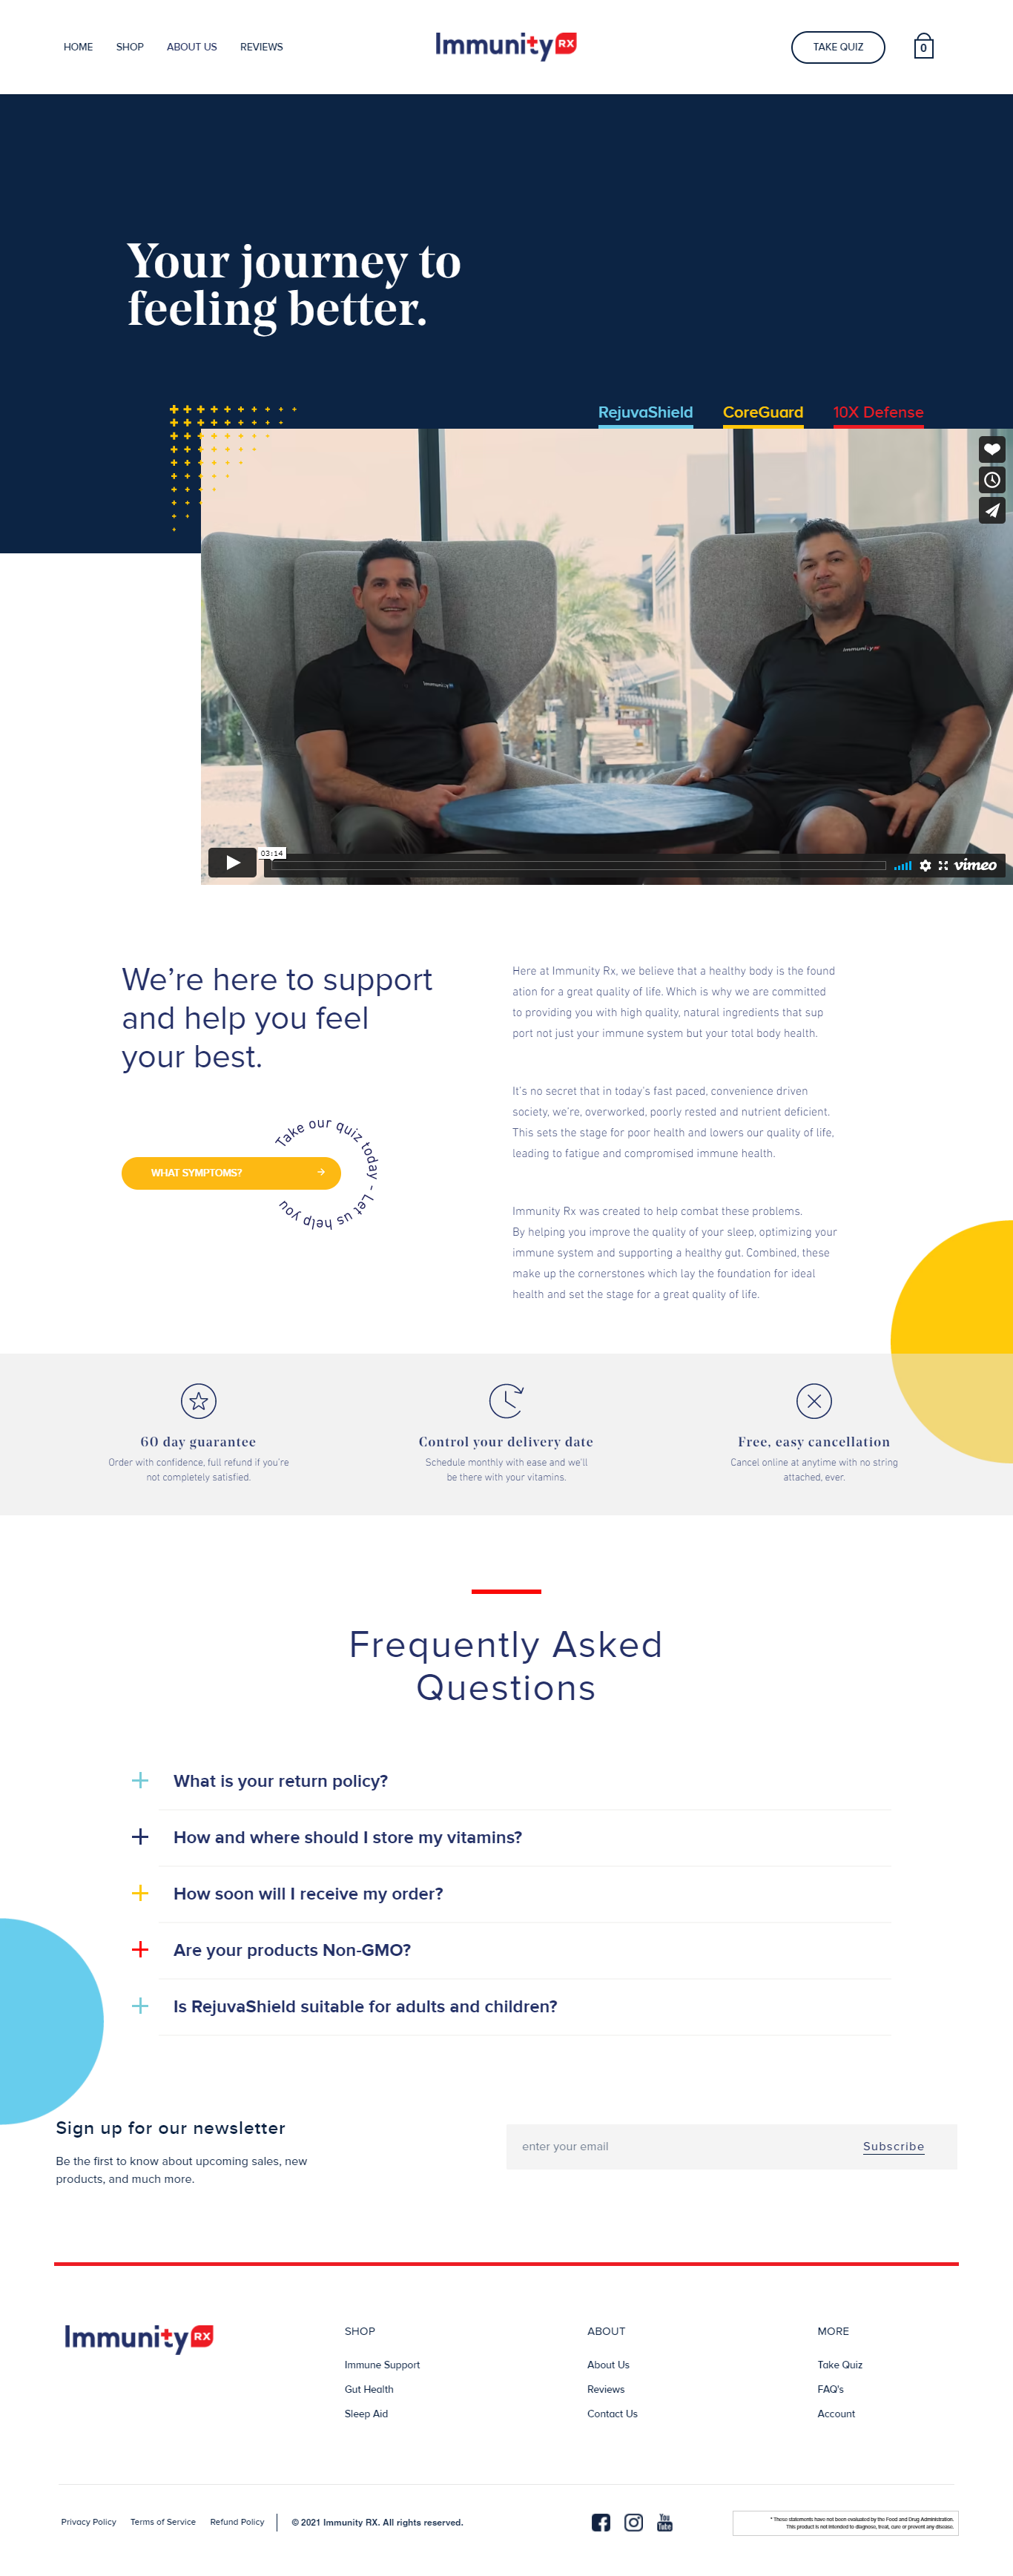 HOME SHOP ABOUT US REVIEWS
Immunity RX
TAKE QUIZ
0
Your journey to
feeling better.
RejuvaShield CoreGuard 10X Defense
immunity
immunity
03:14
vimeo
We're here to support
and help you feel
your best.
WHAT SYMPTOMS?
Take our quiz today - Let us help you
Here at Immunity Rx, we believe that a healthy body is the found
ation for a great quality of life. Which is why we are committed
to providing you with high quality, natural ingredients that sup
port not just your immune system but your total body health.
It's no secret that in today's fast paced, convenience driven
society, we're, overworked, poorly rested and nutrient deficient.
This sets the stage for poor health and lowers our quality of life,
leading to fatigue and compromised immune health.
Immunity Rx was created to help combat these problems.
By helping you improve the quality of your sleep, optimizing your
immune system and supporting a healthy gut. Combined, these
make up the cornerstones which lay the foundation for ideal
health and set the stage for a great quality of life.
60 day guarantee
Order with confidence, full refund if you're
not completely satisfied.
Control your delivery date
Schedule monthly with ease and we'll
be there with your vitamins.
Free, easy cancellation
Cancel online at anytime with no string
attached, ever.
Frequently Asked
Questions
What is your return policy?
How and where should I store my vitamins?
How soon will I receive my order?
Are your products Non-GMO?
Is RejuvaShield suitable for adults and children?
Sign up for our newsletter
Be the first to know about upcoming sales, new
products, and much more.
enter your email
Subscribe
Immunity RX
SHOP
Immune Support
Gut Health
Sleep Aid
ABOUT
About Us
Reviews
Contact Us
MORE
Take Quiz
FAQ's
Account
Privacy Policy Terms of Service Refund Policy
© 2021 Immunity RX. All rights reserved.
You
Tube
* These statements have not been evaluated by the Food and Drug Administration.
This product is not intended to diagnose, treat, cure or prevent any disease.